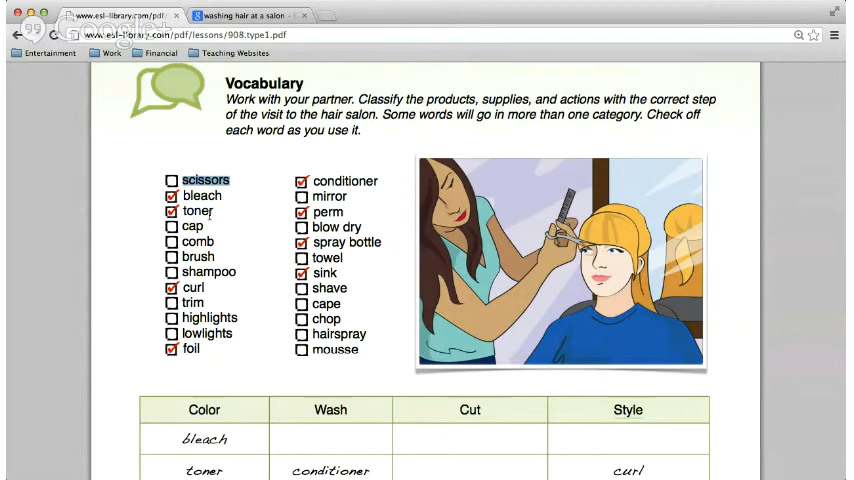 www.esl-library.com/pdf/
washing hair at a salon -
Google+
www.esl-library.com/pdf/lessons/908.type1.pdf
Entertainment Work Financial Teaching Websites
Vocabulary
Work with your partner. Classify the products, supplies, and actions with the correct step
of the visit to the hair salon. Some words will go in more than one category. Check off
each word as you use it.
scissors
bleach
toner
cap
comb
brush
shampoo
curl
trim
highlights
lowlights
foil
conditioner
mirror
perm
blow dry
spray bottle
towel
sink
shave
cape
chop
hairspray
mousse
Color Wash Cut Style
bleach
toner conditioner curl